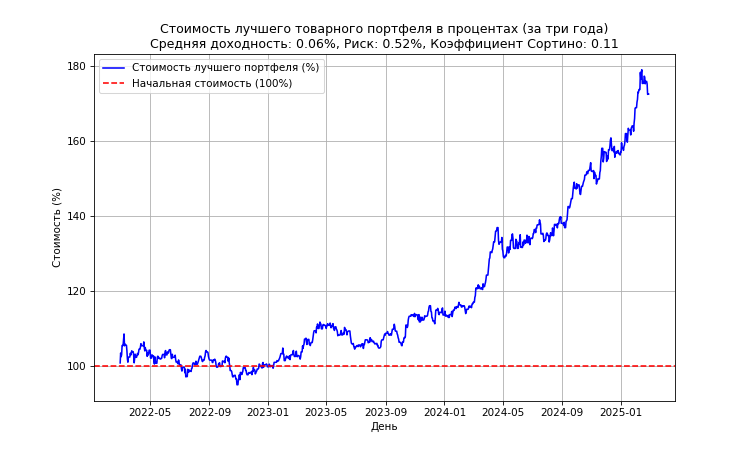 Стоимость лучшего товарного портфеля в процентах (за три года)
Средняя доходность: 0.06%, Риск: 0.52%, Коэффициент Сортино: 0.11
Стоимость лучшего портфеля (%)
Начальная стоимость (100%)
Стоимость (%)
180
160
140
120
100
2022-05 2022-09 2023-01 2023-05 2023-09 2024-01 2024-05 2024-09 2025-01
День